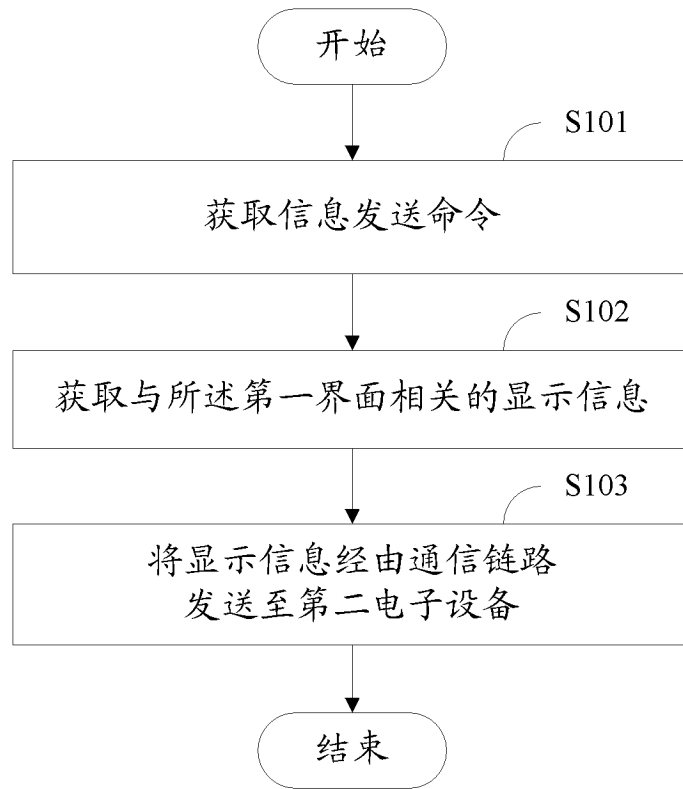 开始
S101
获取信息发送命令
S102
获取与所述第一界面相关的显示信息
S103
将显示信息经由通信链路
发送至第二电子设备
结束